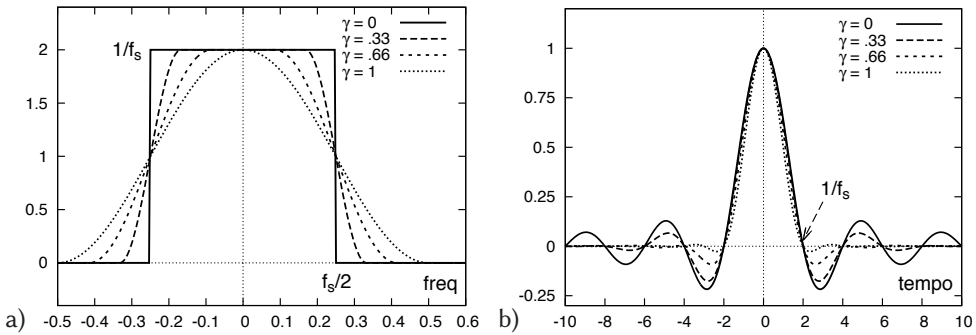 γ = 0
γ = .33
γ = .66
γ = 1
1/fs
2
1.5
1
0.5
0
fs/2
freq
-0.5 -0.4 -0.3 -0.2 -0.1 0 0.1 0.2 0.3 0.4 0.5 0.6
a)
γ = 0
γ = .33
γ = .66
γ = 1
1
0.75
0.5
0.25
0
-0.25
1/fs
tempo
-10 -8 -6 -4 -2 0 2 4 6 8 10
b)